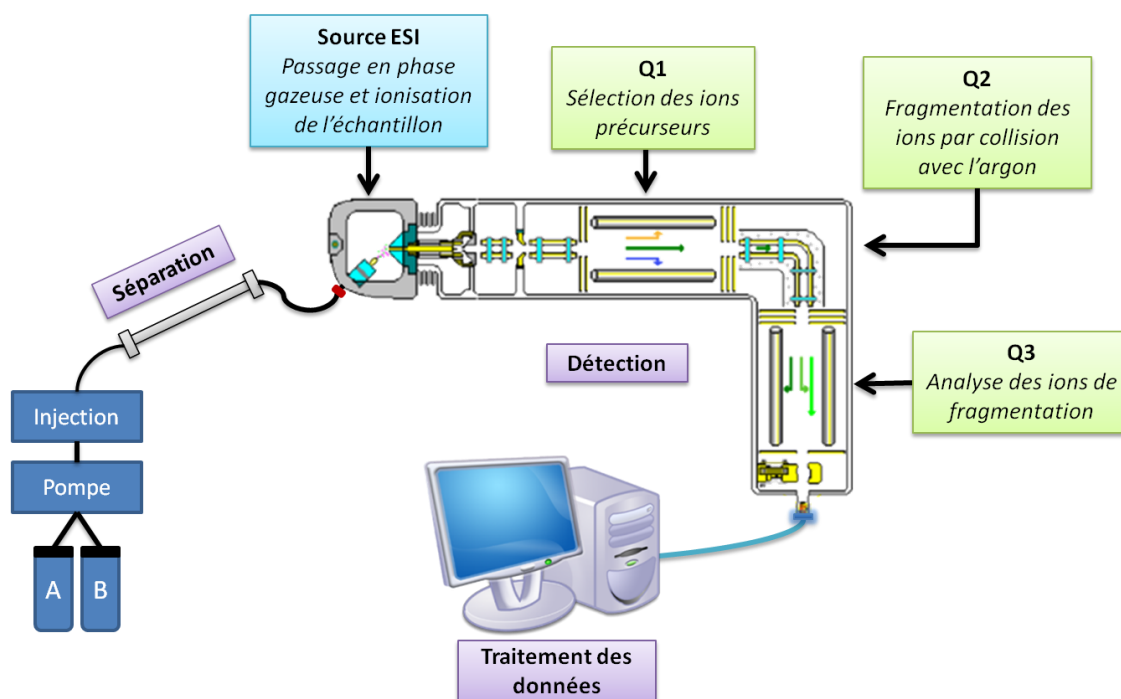 Source ESI
Passage en phase
gazeuse et ionisation
de l'échantillon
Q1
Sélection des ions
précurseurs
Q2
Fragmentation des
ions par collision
avec l'argon
Séparation
Détection
Q3
Analyse des ions de
fragmentation
Injection
Pompe
A
B
Traitement des
données